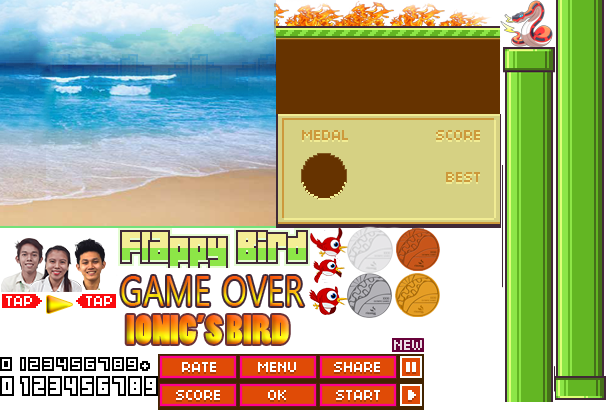 MEDAL SCORE
BEST
Flappy Bird
TAP TAP
GAME OVER
IONIC'S BIRD
NEW
0 123456789
RATE MENU SHARE
0 123456789
SCORE OK START